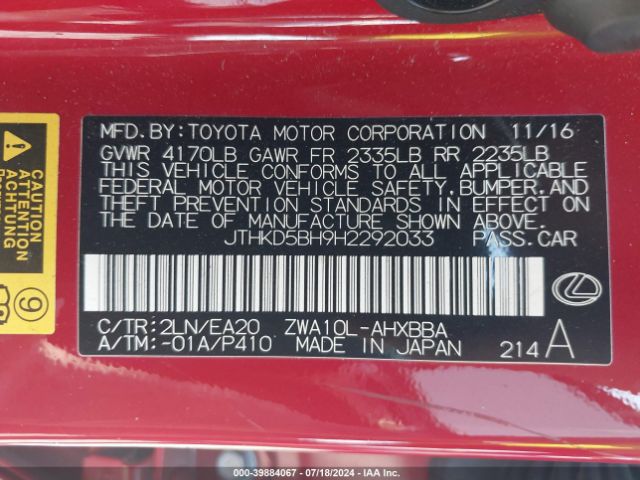 MFD. BY: TOYOTA MOTOR CORPORATION 11/16
GVWR 4170LB GAWR FR 2335LB RR 2235LB
THIS VEHICLE CONFORMS TO ALL APPLICABLE
FEDERAL MOTOR VEHICLE SAFETY, BUMPER, AND
THEFT PREVENTION STANDARDS IN EFFECT ON
THE DATE OF MANUFACTURE SHOWN ABOVE.
JTHKD5BH9H2292033 PASS.CAR
C/TR:2LN/EA20 ZWA10L-AHXBBA
A/TM:-01A/P410 MADE IN JAPAN 214 A
CAUTION
ACHTUNG
9
000-39884067 / 07/18/2024 - IAA Inc.